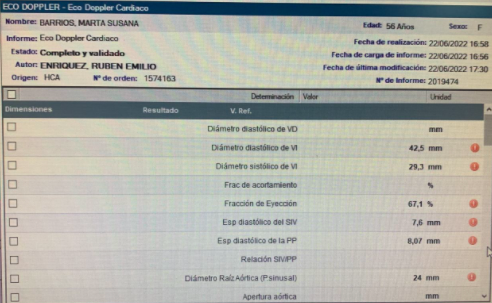 ECO DOPPLER - Eco Doppler Cardiaco
Nombre: BARRIOS, MARTA SUSANA Edad: 56 Años Sexo: F
Informe: Eco Doppler Cardiaco Fecha de realización: 22/06/2022 16:58
Estado: Completo y validado Fecha de carga de informe: 22/06/2022 16:56
Autor: ENRIQUEZ, RUBEN EMILIO Fecha de última modificación: 22/06/2022 17:30
Origen: HCA Nº de orden: 1574163 Nº de Informe: 2019474
Determinación Valor Unidad
Dimensiones Resultado V. Ref.
Diámetro diastólico de VD mm
Diámetro diastólico de VI 42,5 mm
Diámetro sistólico de VI 29,3 mm
Frac de acortamiento %
Fracción de Eyección 67,1 %
Esp diastólico del SIV 7,6 mm
Esp diastólico de la PP 8,07 mm
Relación SIV/PP
Diámetro Raíz Aórtica (P.sinusal) 24 mm
Apertura aórtica mm